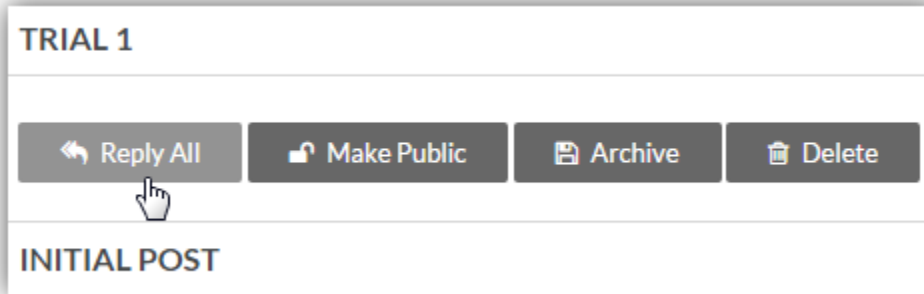 TRIAL 1
Reply All Make Public Archive Delete
INITIAL POST